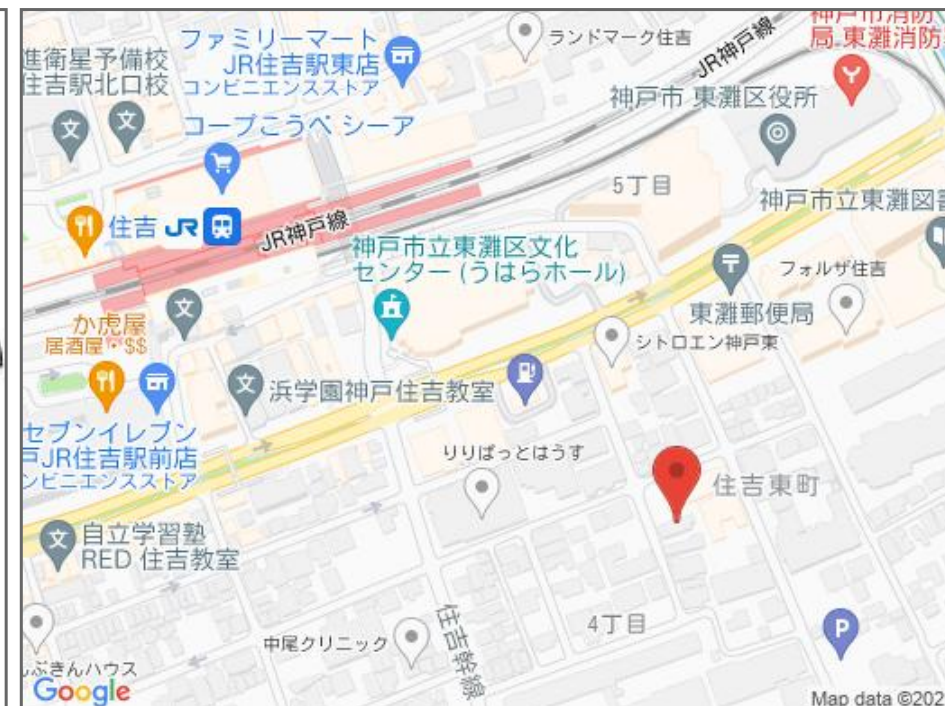 ファミリーマート
JR住吉駅東店
コンビニエンスストア
進衛星予備校
住吉駅北口校
コープこうべ シーア
ランドマーク住吉
JR神戸線
神戸市消防
局 東灘消防
神戸市 東灘区役所
5丁目
神戸市立東灘図
住吉 JR
JR神戸線
神戸市立東灘区文化
センター (うはらホール)
フォルザ住吉
東灘郵便局
シトロエン神戸東
か虎屋
居酒屋・$$
浜学園神戸住吉教室
セブンイレブン
JR住吉駅前店
ンビニエンスストア
りりぱっとはうす
住吉東町
自立学習塾
RED 住吉教室
4丁目
住吉幹線
中尾クリニック
ぶきんハウス
P
Google
Map data ©202